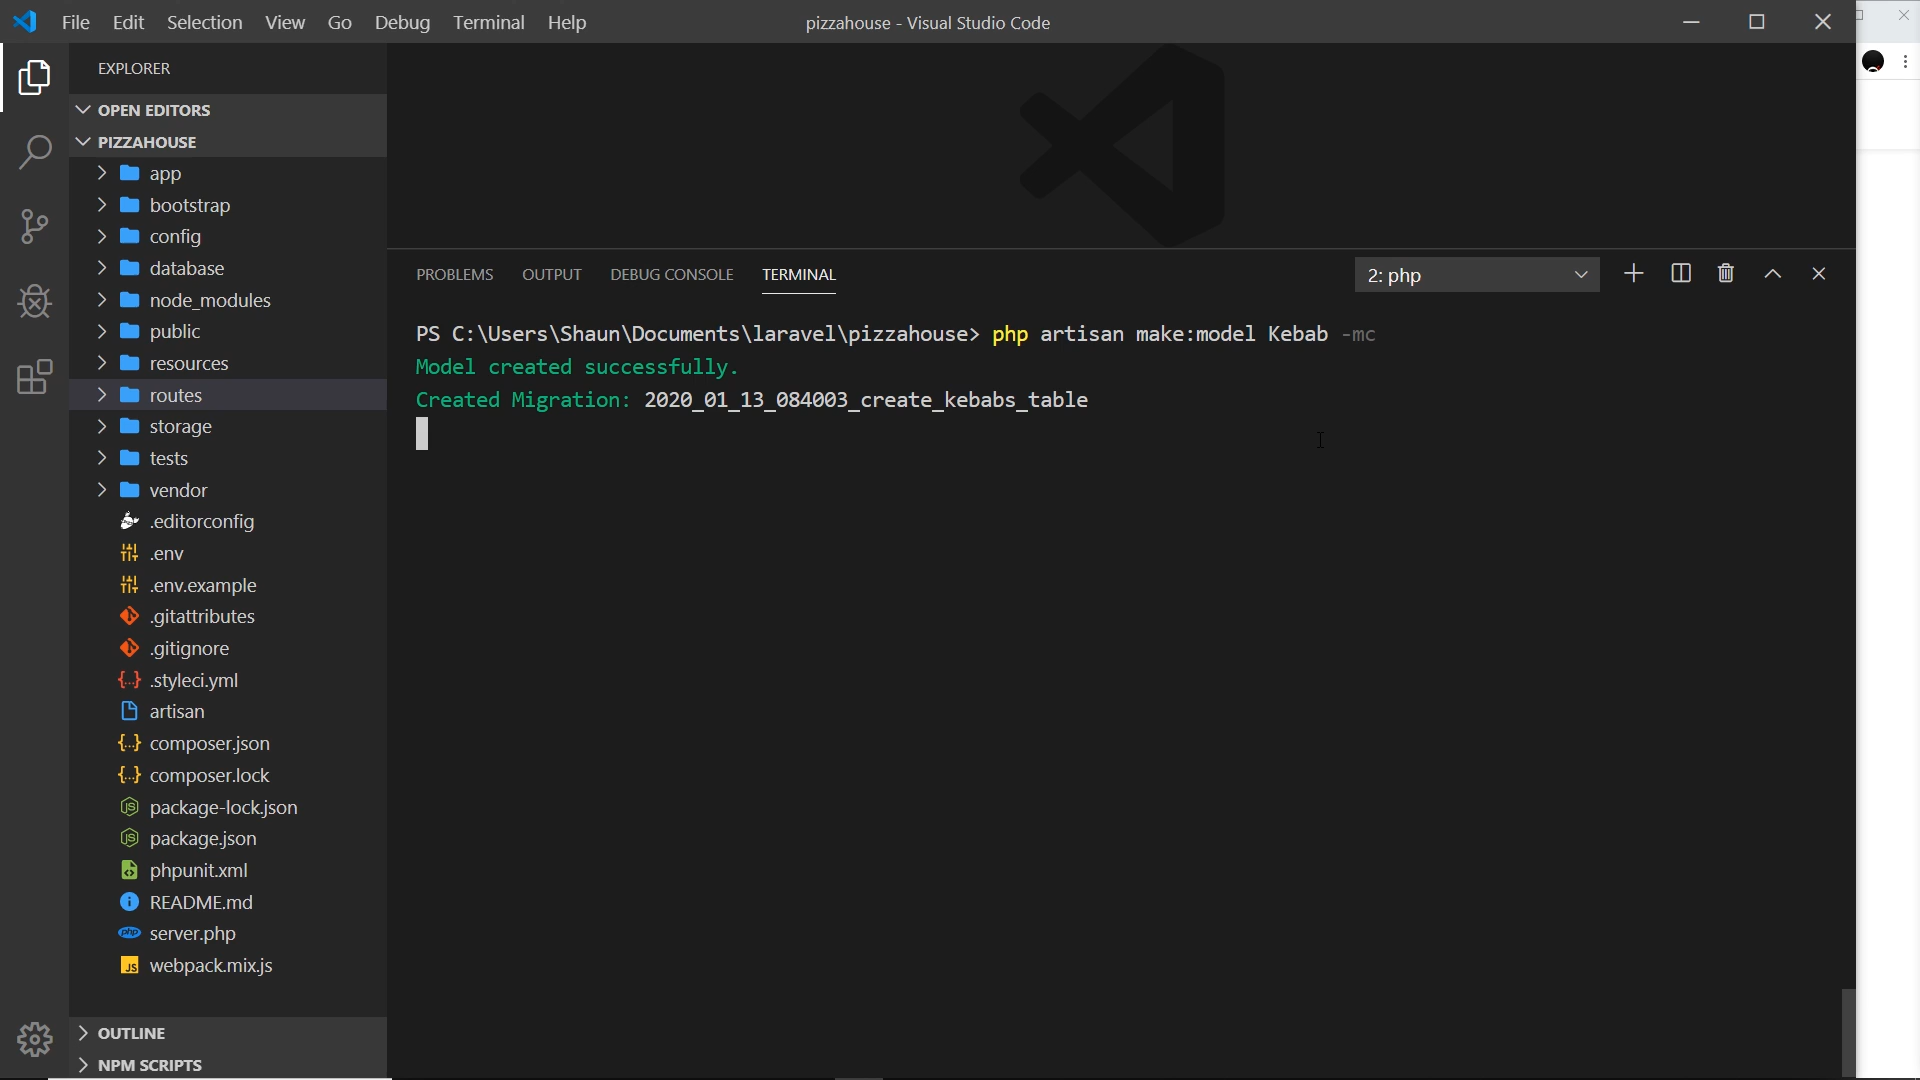 File Edit Selection View Go Debug Terminal Help
pizzahouse - Visual Studio Code
EXPLORER
OPEN EDITORS
PIZZAHOUSE
app
bootstrap
config
database
node_modules
public
resources
routes
storage
tests
vendor
.editorconfig
.env
.env.example
.gitattributes
.gitignore
.styleci.yml
artisan
composer.json
composer.lock
package-lock.json
package.json
phpunit.xml
README.md
server.php
webpack.mix.js
OUTLINE
NPM SCRIPTS
PROBLEMS OUTPUT DEBUG CONSOLE TERMINAL
2: php
PS C:\Users\Shaun\Documents\laravel\pizzahouse> php artisan make:model Kebab -mc
Model created successfully.
Created Migration: 2020_01_13_084003_create_kebabs_table